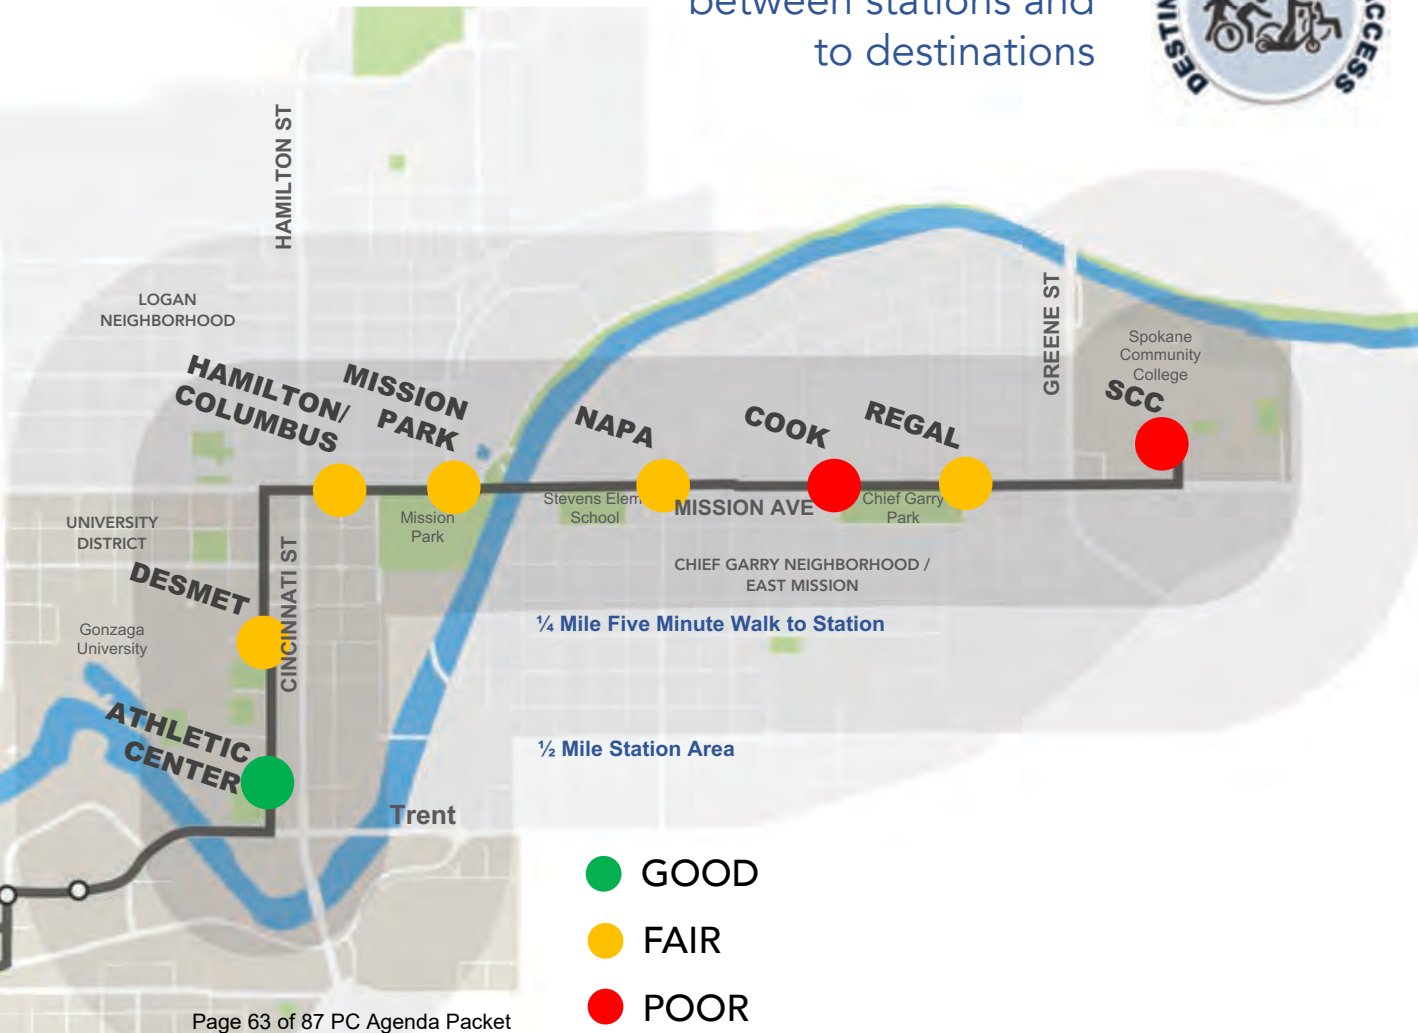 between stations and
to destinations
HAMILTON ST
LOGAN
NEIGHBORHOOD
HAMILTON/
COLUMBUS
MISSION
PARK
NAPA
COOK
REGAL
GREENE ST
Spokane
Community
College
SCC
Stevens Elem
School
MISSION AVE
Chief Garry
Park
Mission
Park
UNIVERSITY
DISTRICT
CHIEF GARRY NEIGHBORHOOD /
EAST MISSION
DESMET
CINCINNATI ST
Gonzaga
University
¼ Mile Five Minute Walk to Station
ATHLETIC
CENTER
½ Mile Station Area
Trent
GOOD
FAIR
POOR
Page 63 of 87 PC Agenda Packet